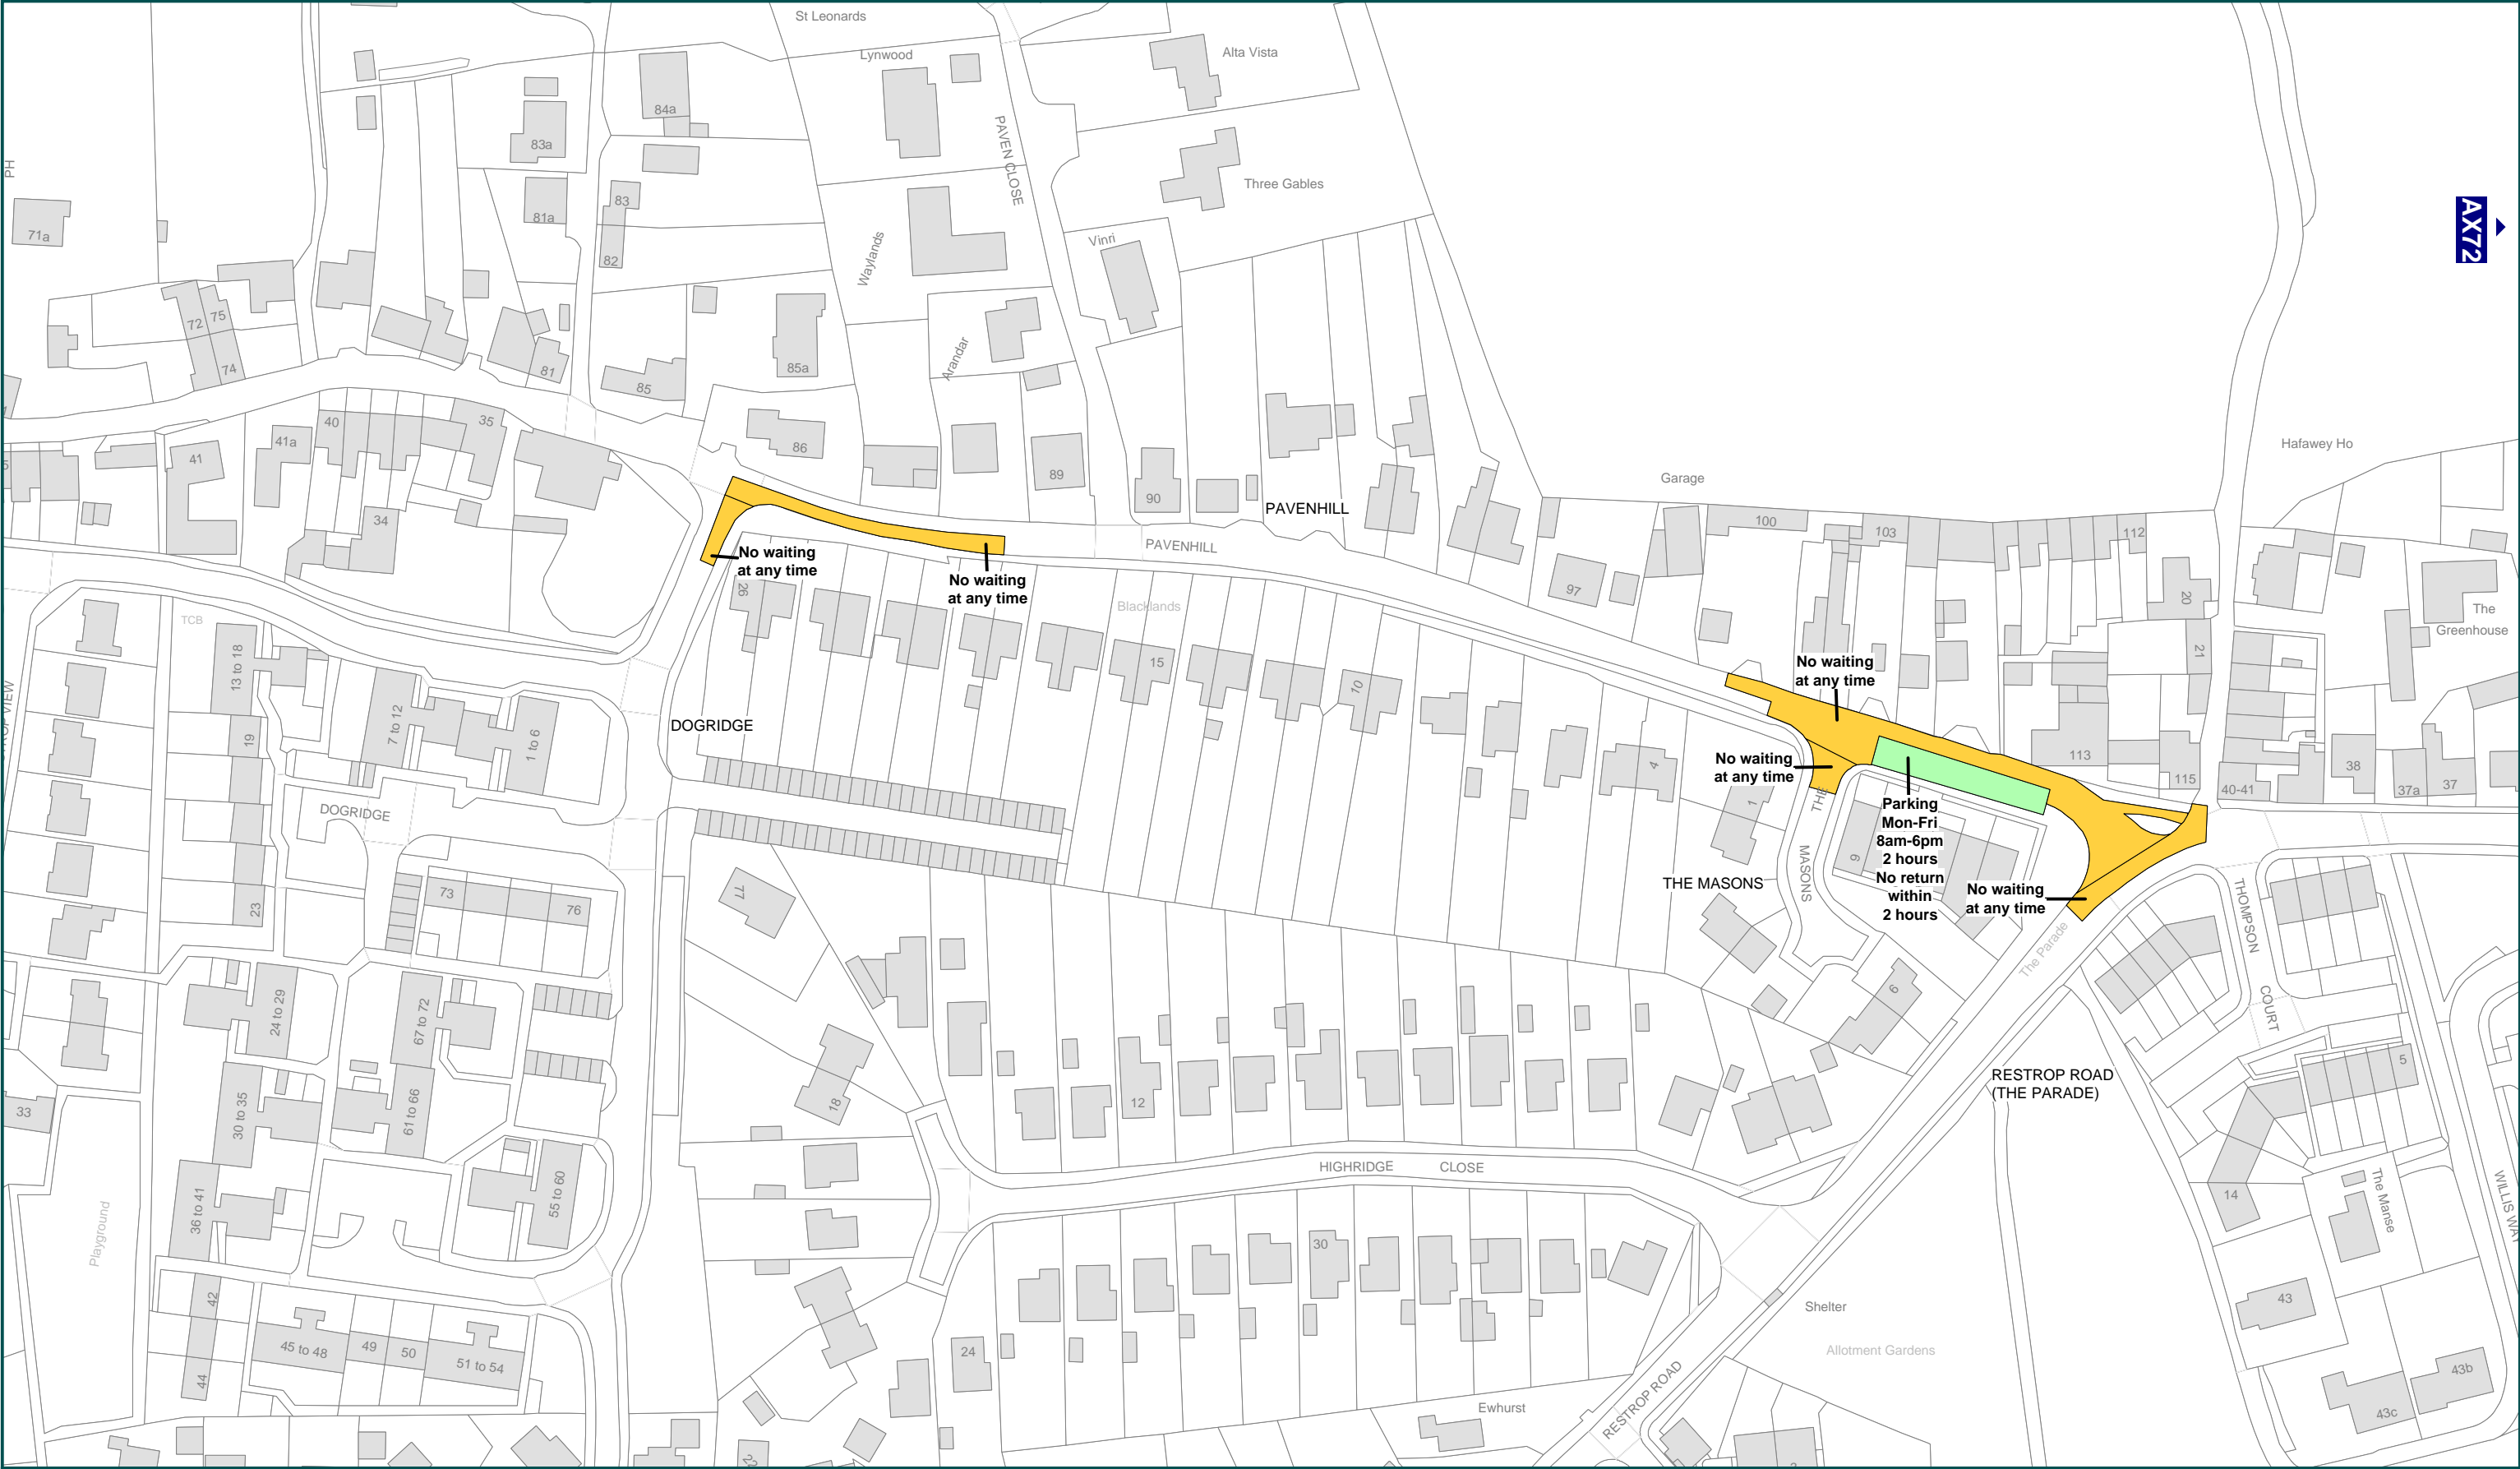 St Leonards
Lynwood
Alta Vista
84a
83a
PAVEN CLOSE
PH
Three Gables
81a
83
71a
AX72
Vinri
Waylands
82
72
75
74
81
85
85a
Arandar
40
35
41a
41
86
89
90
Garage
Hafawey Ho
34
PAVENHILL
PAVENHILL
100
103
112
No waiting
at any time
No waiting
at any time
26
97
20
The
Greenhouse
Blacklands
TCB
13 to 18
15
10
21
No waiting
at any time
7 to 12
1 to 6
19
DOGRIDGE
4
No waiting
at any time
113
115
38
37a
37
40-41
1
THE
MASONS
DOGRIDGE
Parking
Mon-Fri
8am-6pm
2 hours
No return
within
2 hours
9
73
76
77
23
THE MASONS
No waiting
at any time
The Parade
THOMPSON
COURT
24 to 29
67 to 72
6
30 to 35
61 to 66
33
18
12
RESTROP ROAD
(THE PARADE)
5
36 to 41
55 to 60
Playground
HIGHRIDGE
CLOSE
14
The Manse
WILLIS WAY
30
42
44
45 to 48
49
50
51 to 54
24
Shelter
Allotment Gardens
43
43b
43c
RESTROP ROAD
Ewhurst
22